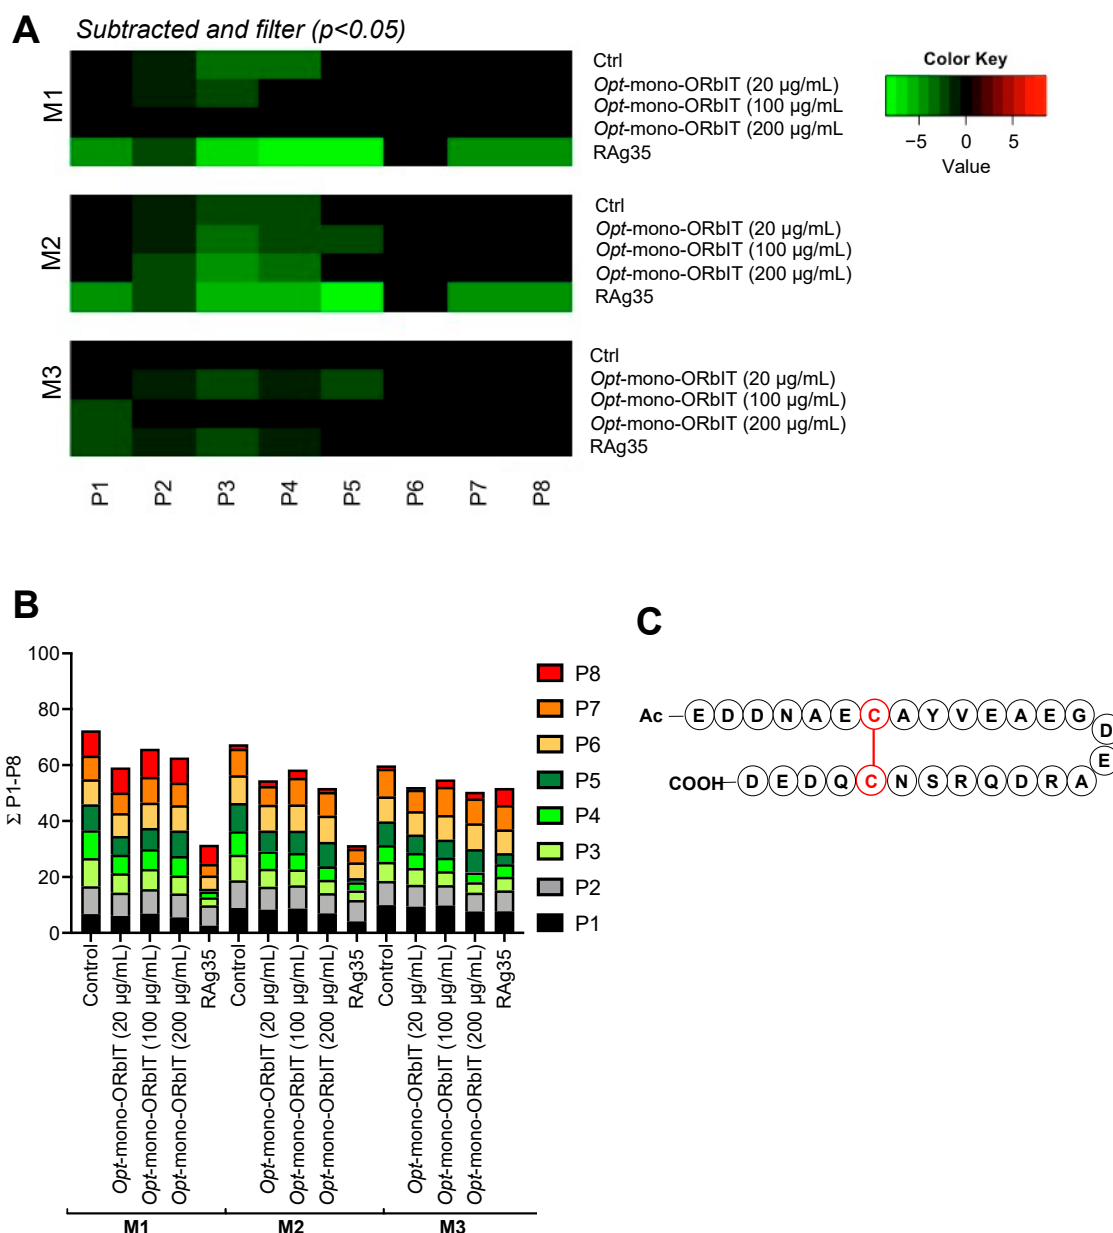 A
Subtracted and filter (p<0.05)
M1
Ctrl
Opt-mono-ORbIT (20 µg/mL)
Opt-mono-ORbIT (100 µg/mL
Opt-mono-ORbIT (200 µg/mL
RAg35
Color Key
−5 0 5
Value
M2
Ctrl
Opt-mono-ORbIT (20 µg/mL)
Opt-mono-ORbIT (100 µg/mL)
Opt-mono-ORbIT (200 µg/mL)
RAg35
M3
Ctrl
Opt-mono-ORbIT (20 µg/mL)
Opt-mono-ORbIT (100 µg/mL)
Opt-mono-ORbIT (200 µg/mL)
RAg35
P1 P2 P3 P4 P5 P6 P7 P8
B
Σ P1-P8
100
80
60
40
20
0
P8
P7
P6
P5
P4
P3
P2
P1
Control
Opt-mono-ORbIT (20 µg/mL)
Opt-mono-ORbIT (100 µg/mL)
Opt-mono-ORbIT (200 µg/mL)
RAg35
Control
Opt-mono-ORbIT (20 µg/mL)
Opt-mono-ORbIT (100 µg/mL)
Opt-mono-ORbIT (200 µg/mL)
RAg35
Control
Opt-mono-ORbIT (20 µg/mL)
Opt-mono-ORbIT (100 µg/mL)
Opt-mono-ORbIT (200 µg/mL)
RAg35
M1 M2 M3
C
Ac E D D N A E C A Y V E A E G
D
E
COOH D E D Q C N S R Q D R A